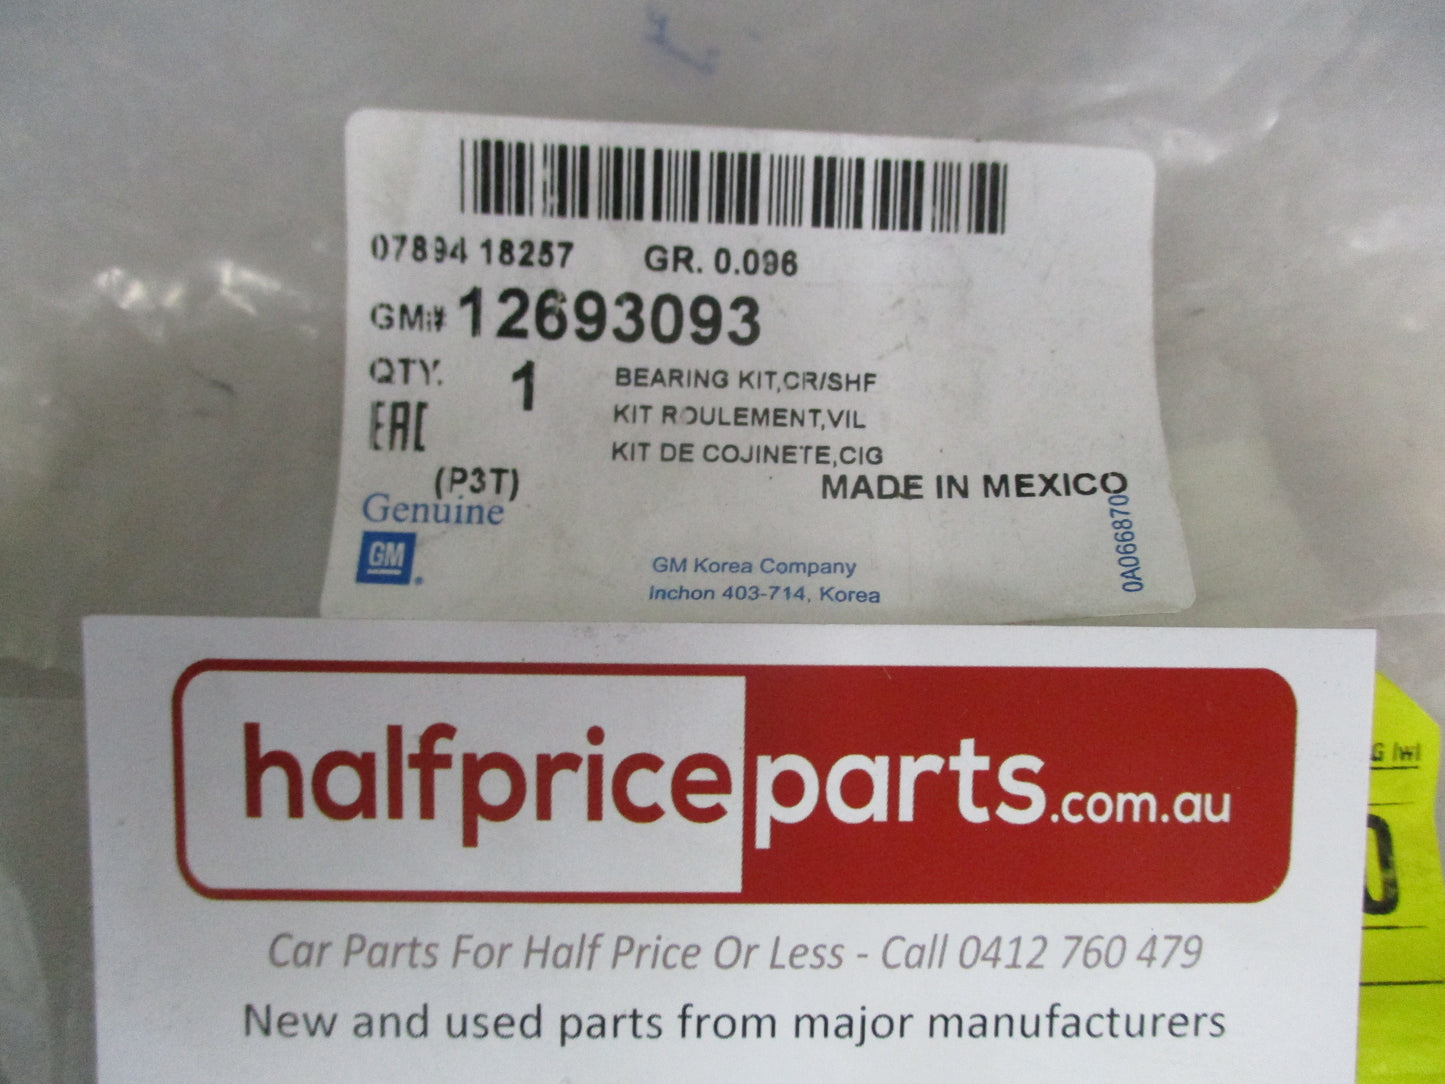 07894 18257 GR. 0.096
GM# 12693093
QTY. 1
BEARING KIT,CR/SHF
KIT ROULEMENT,VIL
KIT DE COJINETE,CIG
EAC
(P3T)
MADE IN MEXICO
Genuine
GM
GM Korea Company
Inchon 403-714, Korea
0A066870
halfpriceparts.com.au
Car Parts For Half Price Or Less - Call 0412 760 479
New and used parts from major manufacturers